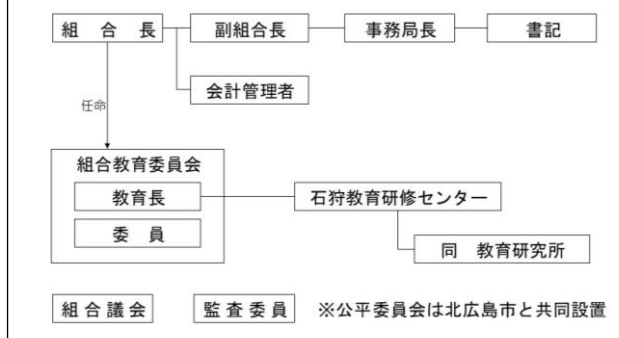 組合長 副組合長 事務局長 書記
会計管理者
任命
組合教育委員会
教育長 石狩教育研修センター
委員
同 教育研究所
組合議会 監査委員 ※公平委員会は北広島市と共同設置